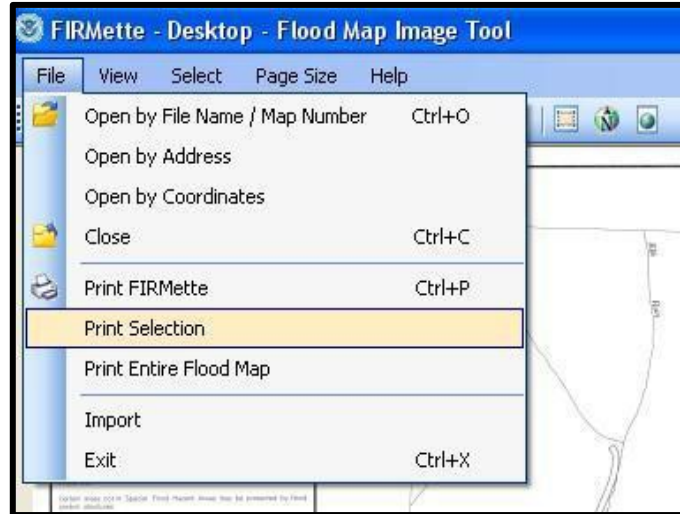 FIRMette - Desktop - Flood Map Image Tool
File View Select Page Size Help
Open by File Name / Map Number Ctrl+O
Open by Address
Open by Coordinates
Close Ctrl+C
Print FIRMette Ctrl+P
Print Selection
Print Entire Flood Map
Import
Exit Ctrl+X